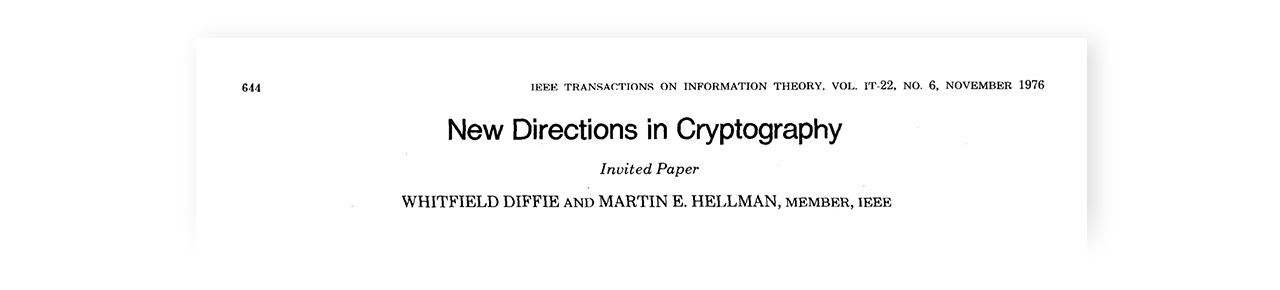 644 IEEE TRANSACTIONS ON INFORMATION THEORY, VOL. IT-22, NO. 6, NOVEMBER 1976
New Directions in Cryptography
Invited Paper
WHITFIELD DIFFIE AND MARTIN E. HELLMAN, MEMBER, IEEE